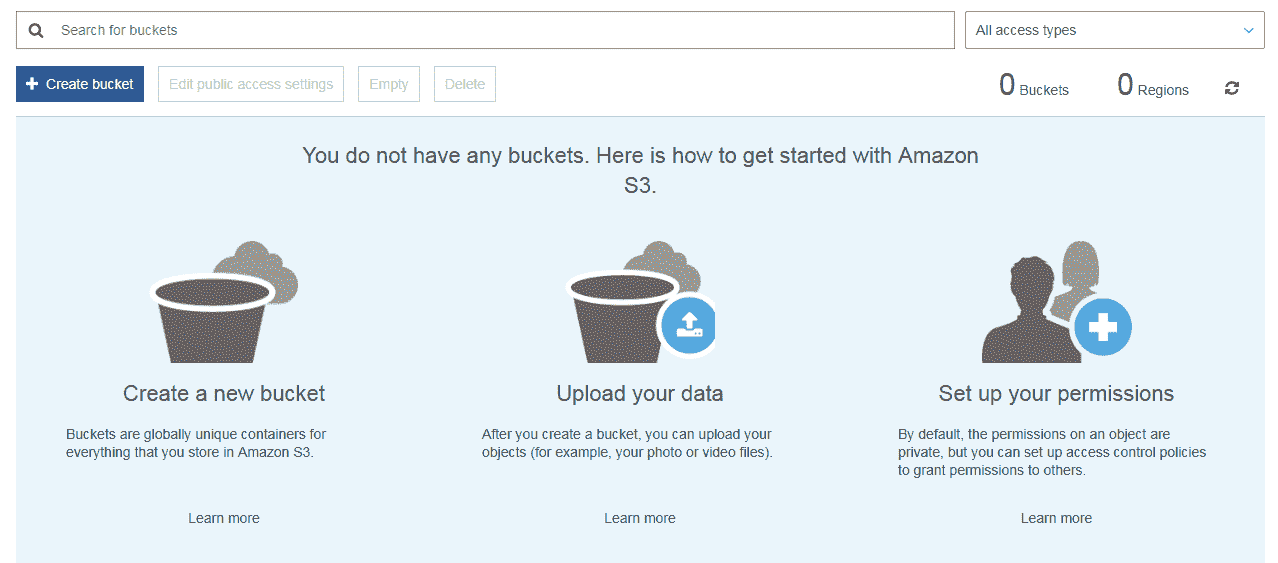 Search for buckets
All access types
Create bucket
Edit public access settings
Empty
Delete
0 Buckets
0 Regions
You do not have any buckets. Here is how to get started with Amazon
S3.
Create a new bucket
Buckets are globally unique containers for
everything that you store in Amazon S3.
Learn more
Upload your data
After you create a bucket, you can upload your
objects (for example, your photo or video files).
Learn more
Set up your permissions
By default, the permissions on an object are
private, but you can set up access control policies
to grant permissions to others.
Learn more